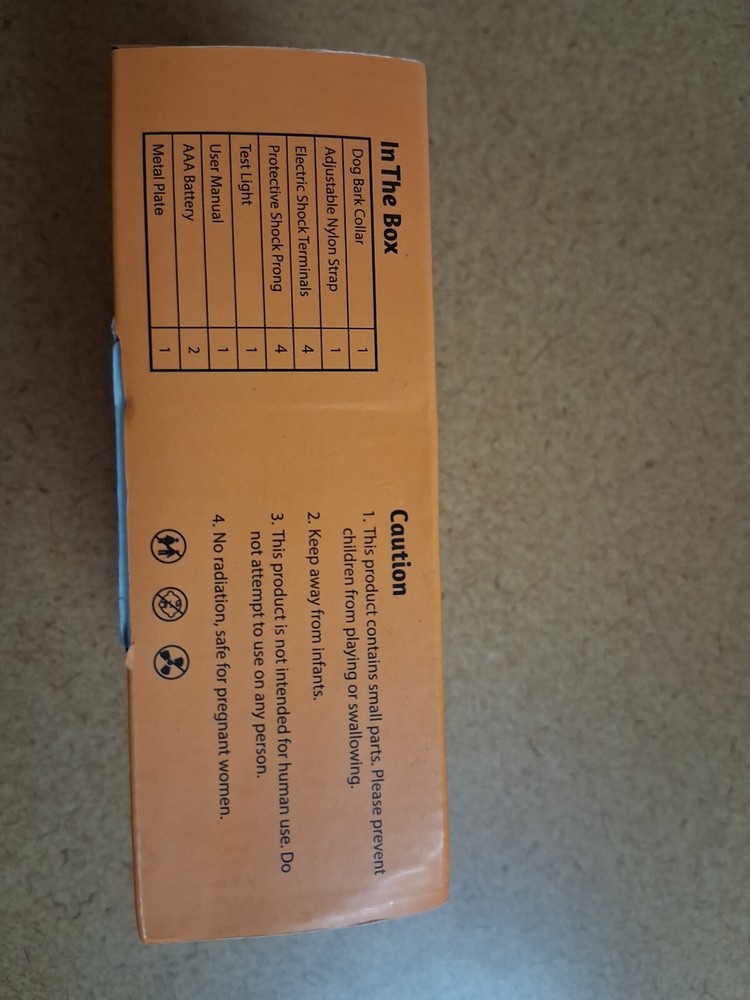 In The Box
Dog Bark Collar 1
Adjustable Nylon Strap 1
Electric Shock Terminals 4
Protective Shock Prong 4
Test Light 1
User Manual 1
AAA Battery 2
Metal Plate 1
Caution
1. This product contains small parts. Please prevent
children from playing or swallowing.
2. Keep away from infants.
3. This product is not intended for human use. Do
not attempt to use on any person.
4. No radiation, safe for pregnant women.